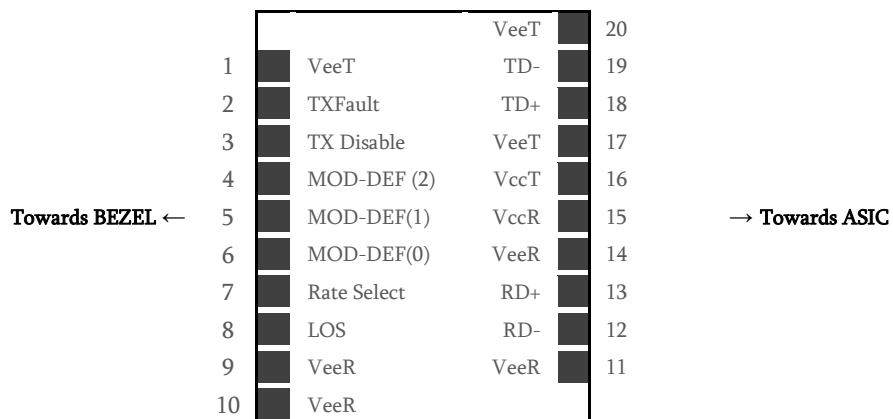 VeeT 20
1 VeeT TD- 19
2 TXFault TD+ 18
3 TX Disable VeeT 17
4 MOD-DEF (2) VccT 16
Towards BEZEL ← 5 MOD-DEF(1) VccR 15 → Towards ASIC
6 MOD-DEF(0) VeeR 14
7 Rate Select RD+ 13
8 LOS RD- 12
9 VeeR VeeR 11
10 VeeR